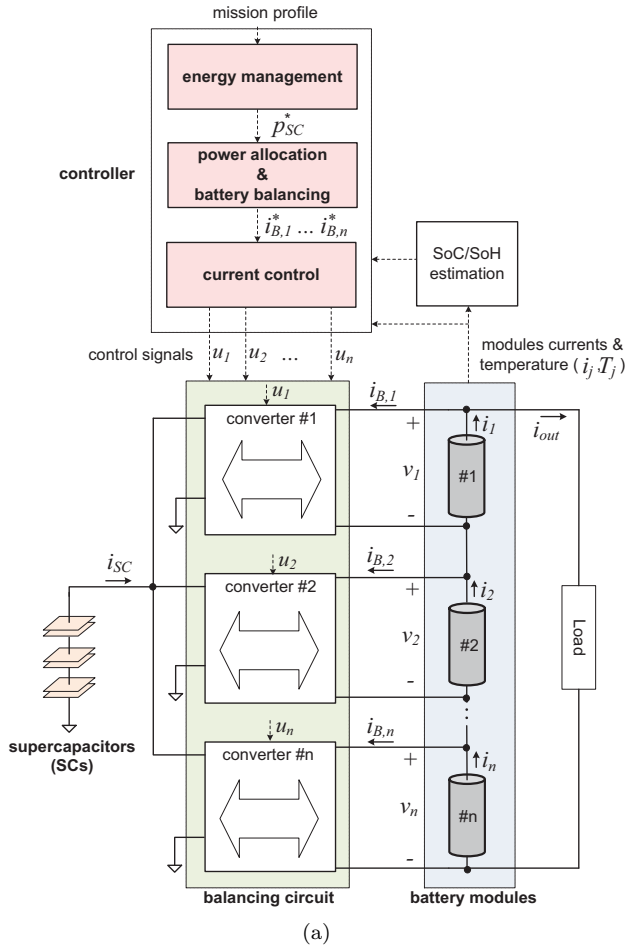 mission profile
energy management
p*SC
power allocation
&
battery balancing
controller
i*B,1 ... i*B,n
current control
SoC/SoH
estimation
control signals
u1 u2 ... un
modules currents &
temperature ( ij, Tj )
u1
converter #1
iB,1
+
v1
-
i1
#1
iout
iSC
u2
converter #2
iB,2
+
v2
-
i2
#2
Load
supercapacitors
(SCs)
un
converter #n
iB,n
+
vn
-
in
#n
balancing circuit
battery modules
(a)